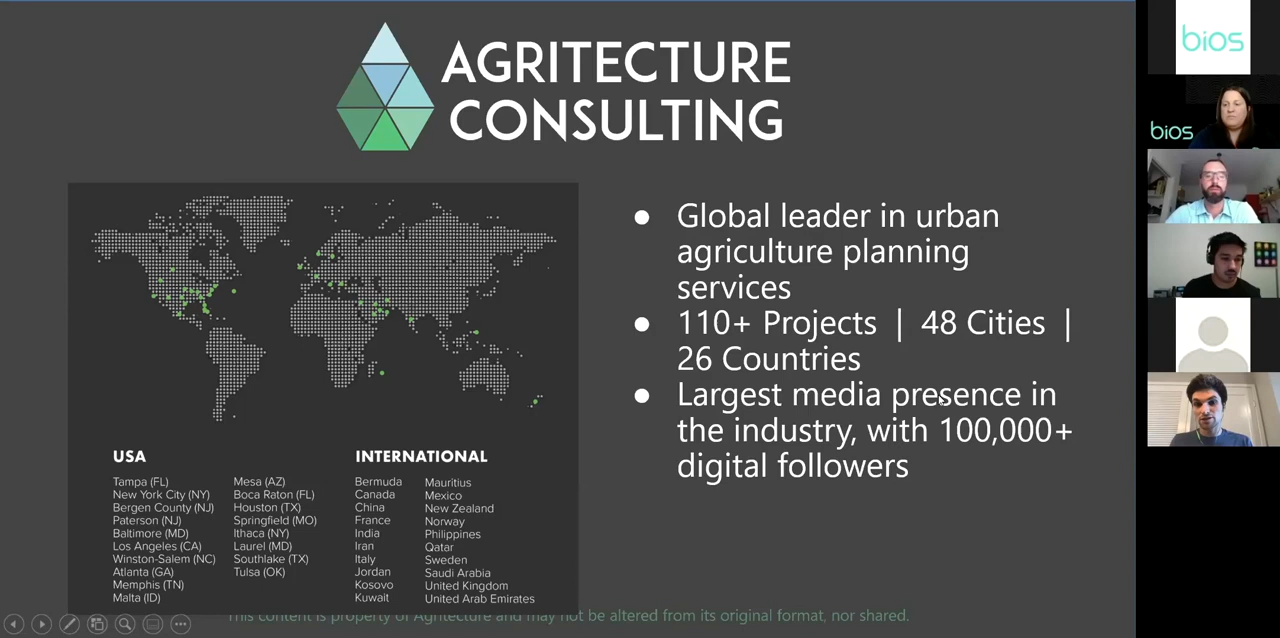 AGRITECTURE
CONSULTING
● Global leader in urban
agriculture planning
services
● 110+ Projects | 48 Cities |
26 Countries
● Largest media presence in
the industry, with 100,000+
digital followers
USA
Tampa (FL)
New York City (NY)
Bergen County (NJ)
Paterson (NJ)
Baltimore (MD)
Los Angeles (CA)
Winston-Salem (NC)
Atlanta (GA)
Memphis (TN)
Malta (ID)
Mesa (AZ)
Boca Raton (FL)
Houston (TX)
Springfield (MO)
Ithaca (NY)
Laurel (MD)
Southlake (TX)
Tulsa (OK)
INTERNATIONAL
Bermuda
Canada
China
France
India
Iran
Italy
Jordan
Kosovo
Kuwait
Mauritius
Mexico
New Zealand
Norway
Philippines
Qatar
Sweden
Saudi Arabia
United Kingdom
United Arab Emirates
This content is property of Agritecture and may not be altered from its original format, nor shared.
bios
bios